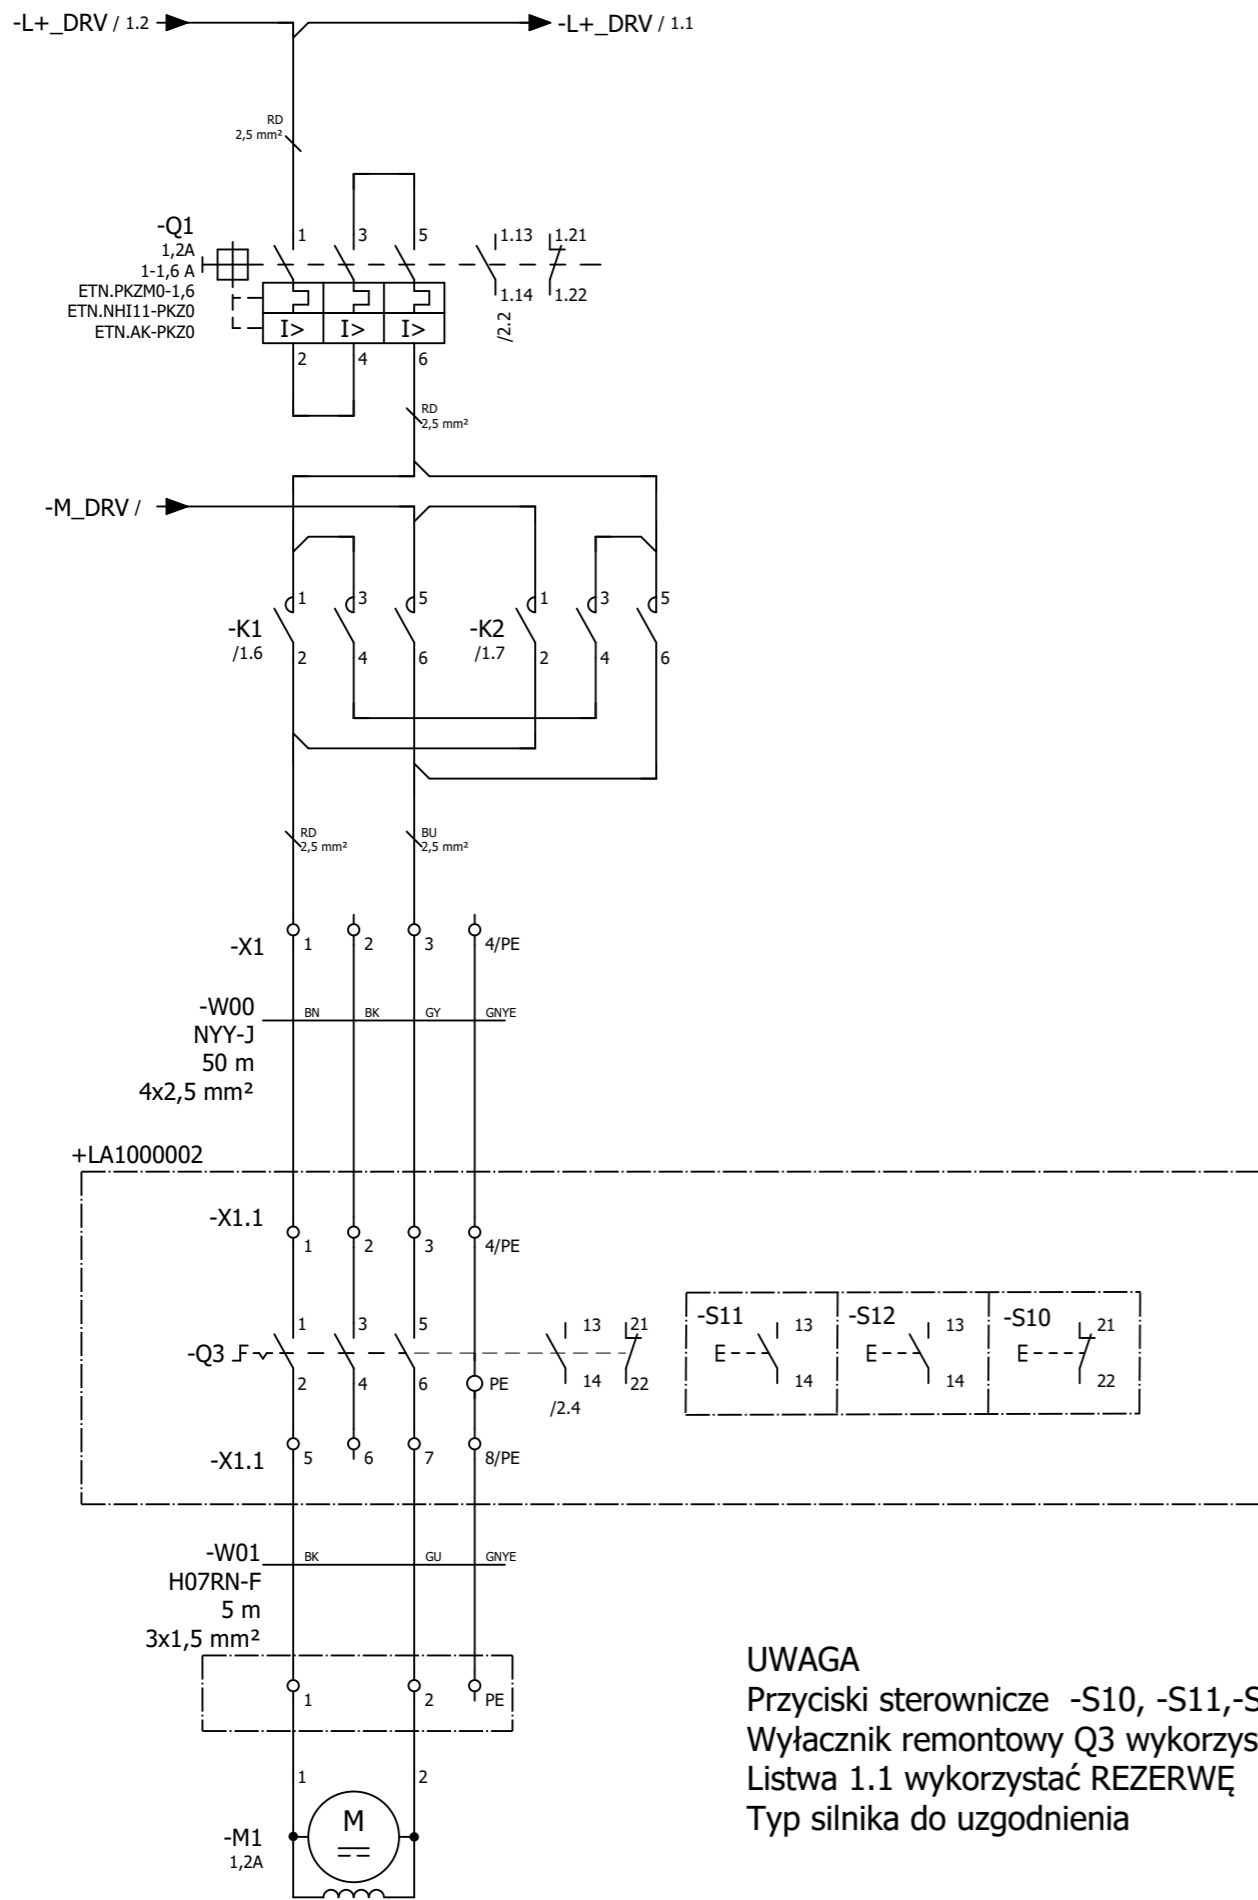 -L+_DRV / 1.2
-L+_DRV / 1.1
RD
2,5 mm²
-Q1
1,2A
1-1,6 A
ETN.PKZM0-1,6
ETN.NHI11-PKZ0
ETN.AK-PKZ0
1 3 5
1.13 1.21
1.14 1.22
/2.2
I> I> I>
2 4 6
RD
2,5 mm²
-M_DRV /
1 3 5 1 3 5
-K1
/1.6
-K2
/1.7
2 4 6 2 4 6
RD
2,5 mm²
BU
2,5 mm²
-X1 1 2 3 4/PE
-W00
NYY-J
50 m
4x2,5 mm²
BN BK GY GNYE
+LA1000002
-X1.1
1 2 3 4/PE
1 3 5 13 21
-Q3
2 4 6 PE 14 22
/2.4
-S11 13
E
14
-S12 13
E
14
-S10 21
E
22
-X1.1 5 6 7 8/PE
-W01
H07RN-F
5 m
3x1,5 mm²
BK GU GNYE
1 2 PE
1 2
M
-M1
1,2A
UWAGA
Przyciski sterownicze -S10, -S11,-S
Wyłacznik remontowy Q3 wykorzys
Listwa 1.1 wykorzystać REZERWĘ
Typ silnika do uzgodnienia